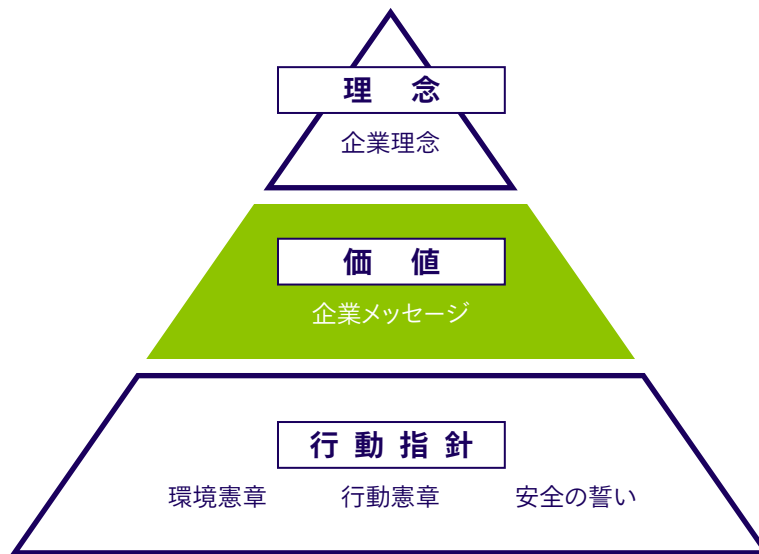 理　念
企業理念
価　値
企業メッセージ
行動指針
環境憲章　行動憲章　安全の誓い